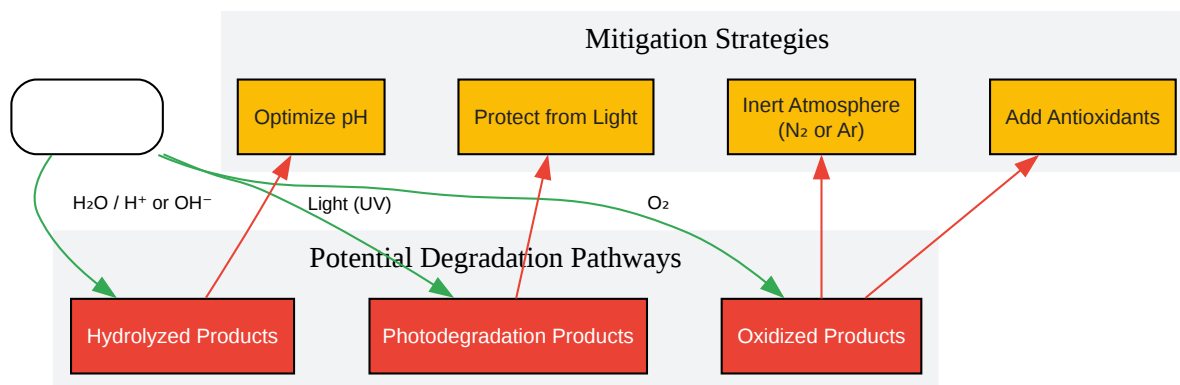 Mitigation Strategies
Optimize pH
Protect from Light
Inert Atmosphere
(N₂ or Ar)
Add Antioxidants
H₂O / H⁺ or OH⁻
Light (UV)
O₂
Potential Degradation Pathways
Hydrolyzed Products
Photodegradation Products
Oxidized Products